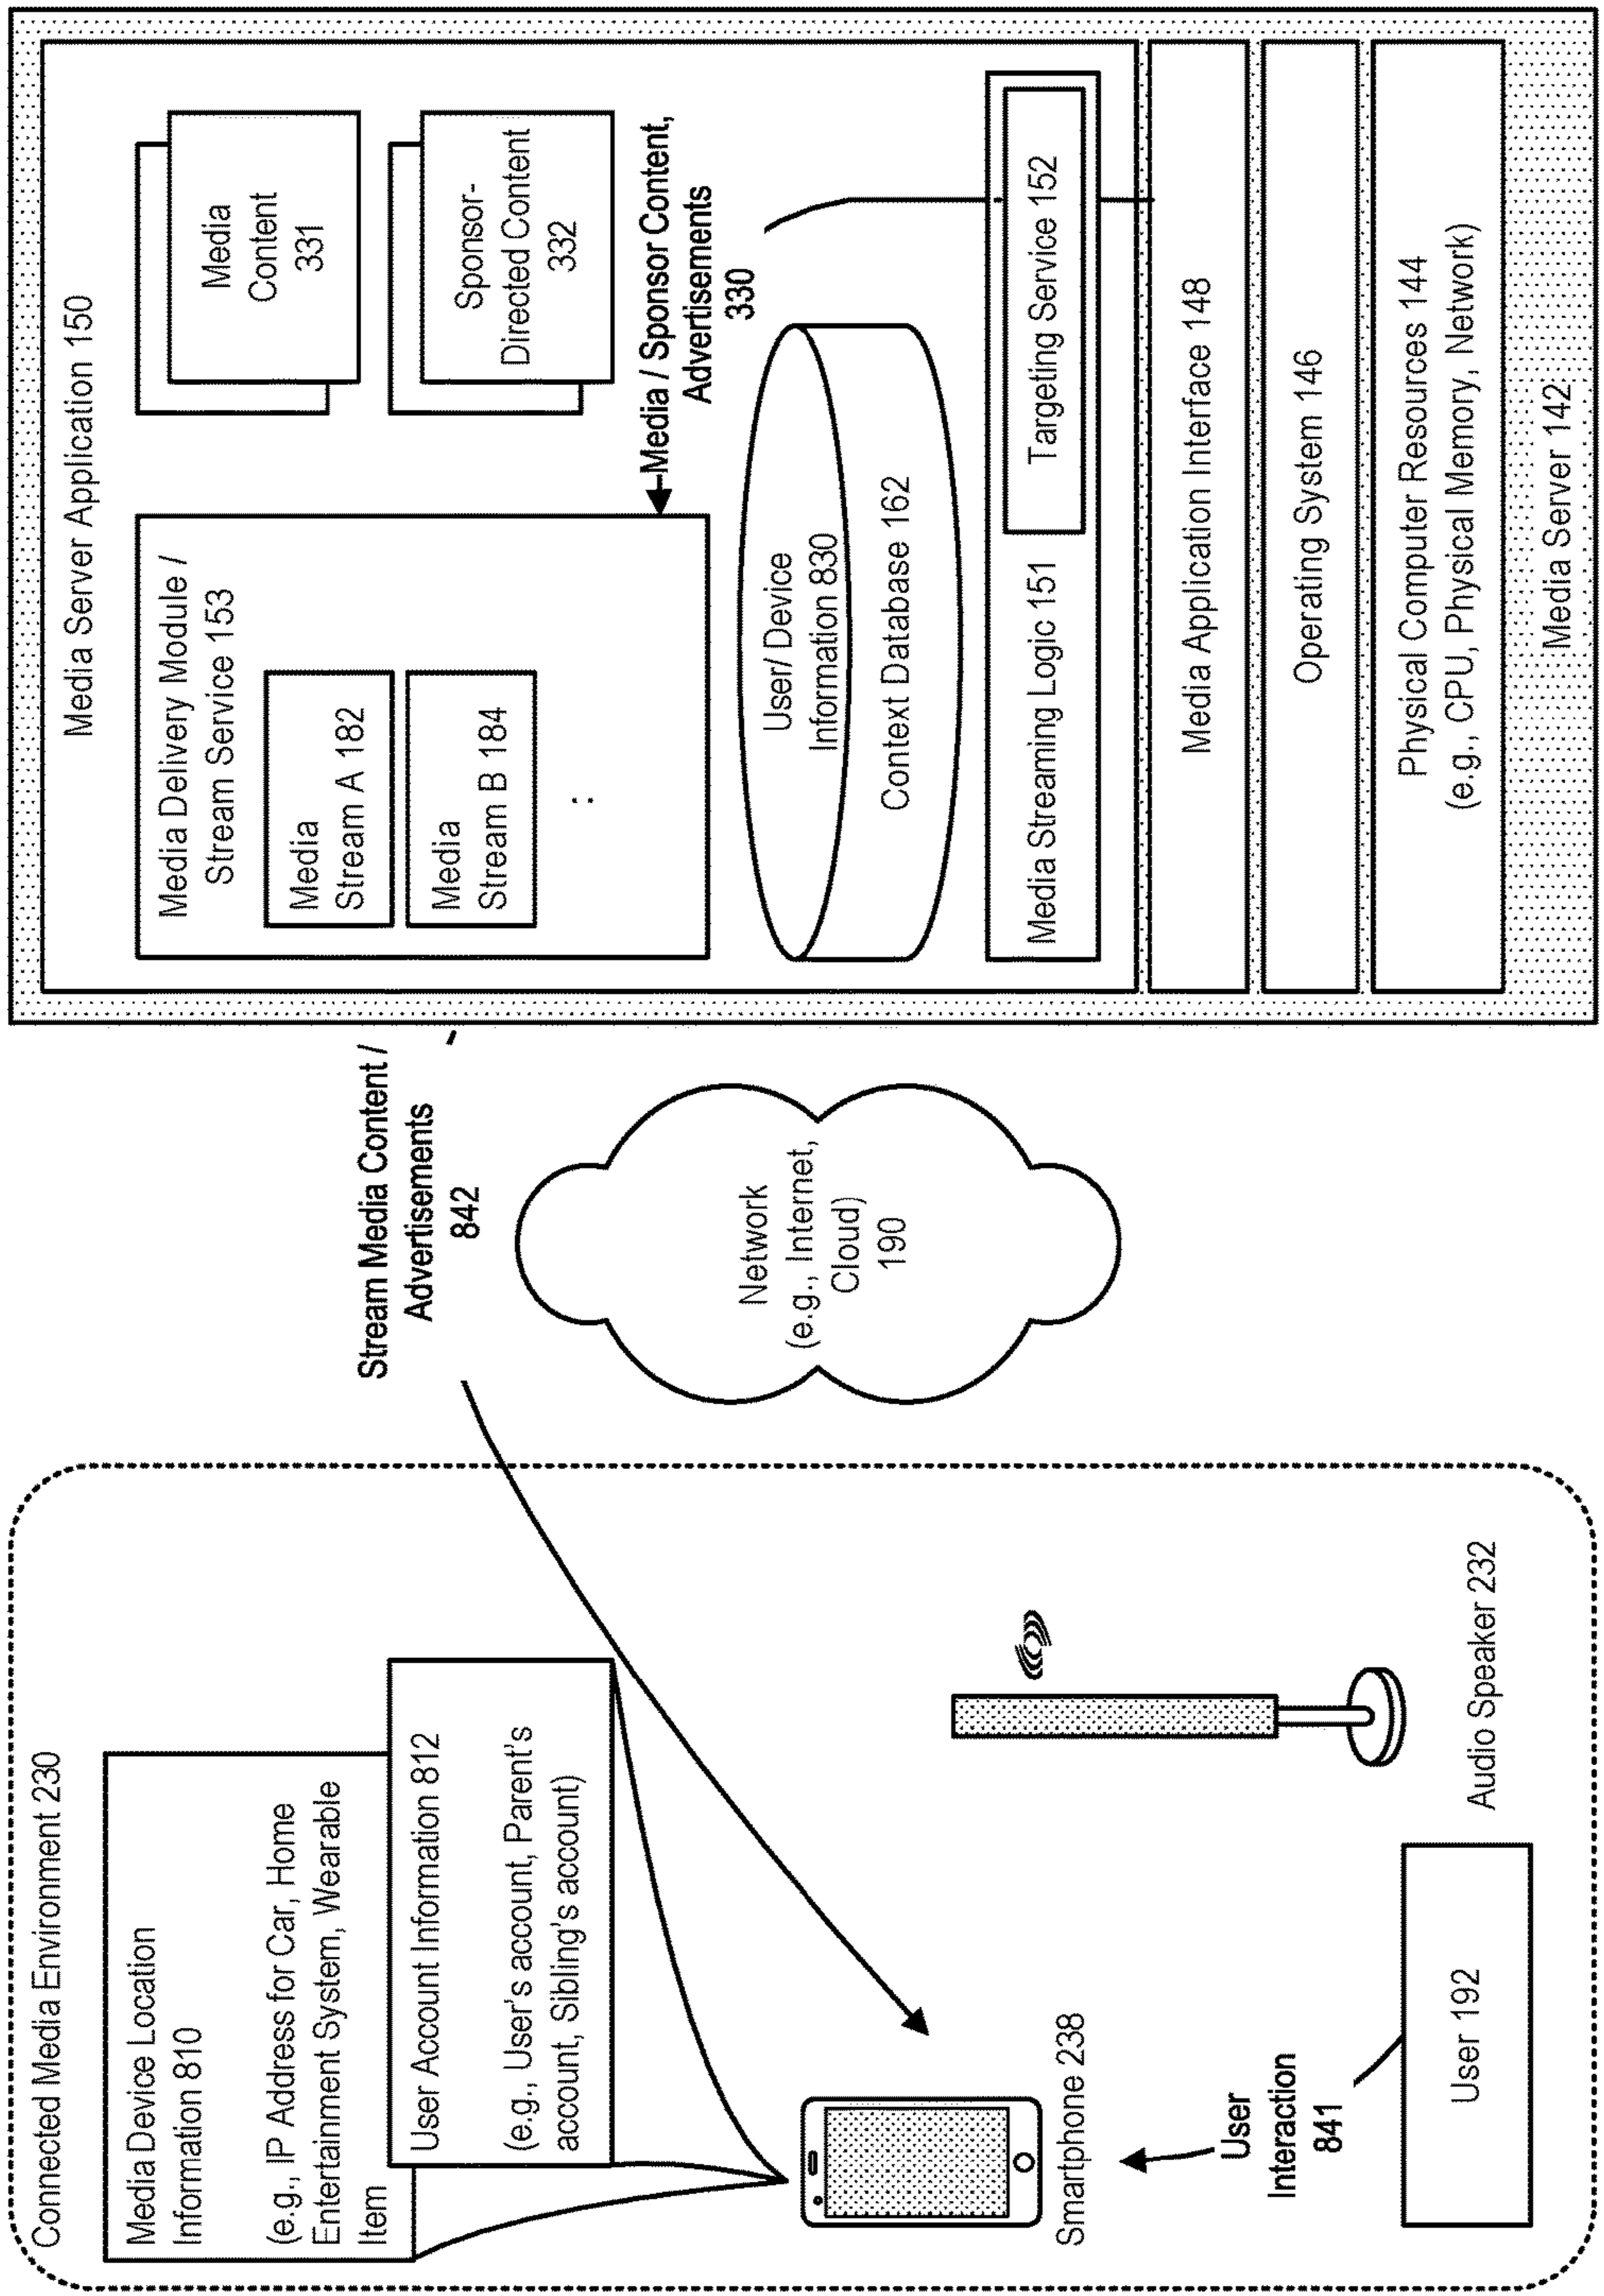 Connected Media Environment 230
Media Device Location
Information 810
(e.g., IP Address for Car, Home
Entertainment System, Wearable
Item
User Account Information 812
(e.g., User's account, Parent's
account, Sibling's account)
Smartphone 238
User
Interaction
841
User 192
Audio Speaker 232
Stream Media Content /
Advertisements
842
Network
(e.g., Internet,
Cloud)
190
Media Server Application 150
Media Delivery Module /
Stream Service 153
Media
Stream A 182
Media
Stream B 184
:
Media
Content
331
Sponsor-
Directed Content
332
Media / Sponsor Content,
Advertisements
330
User/ Device
Information 830
Context Database 162
Media Streaming Logic 151
Targeting Service 152
Media Application Interface 148
Operating System 146
Physical Computer Resources 144
(e.g., CPU, Physical Memory, Network)
Media Server 142